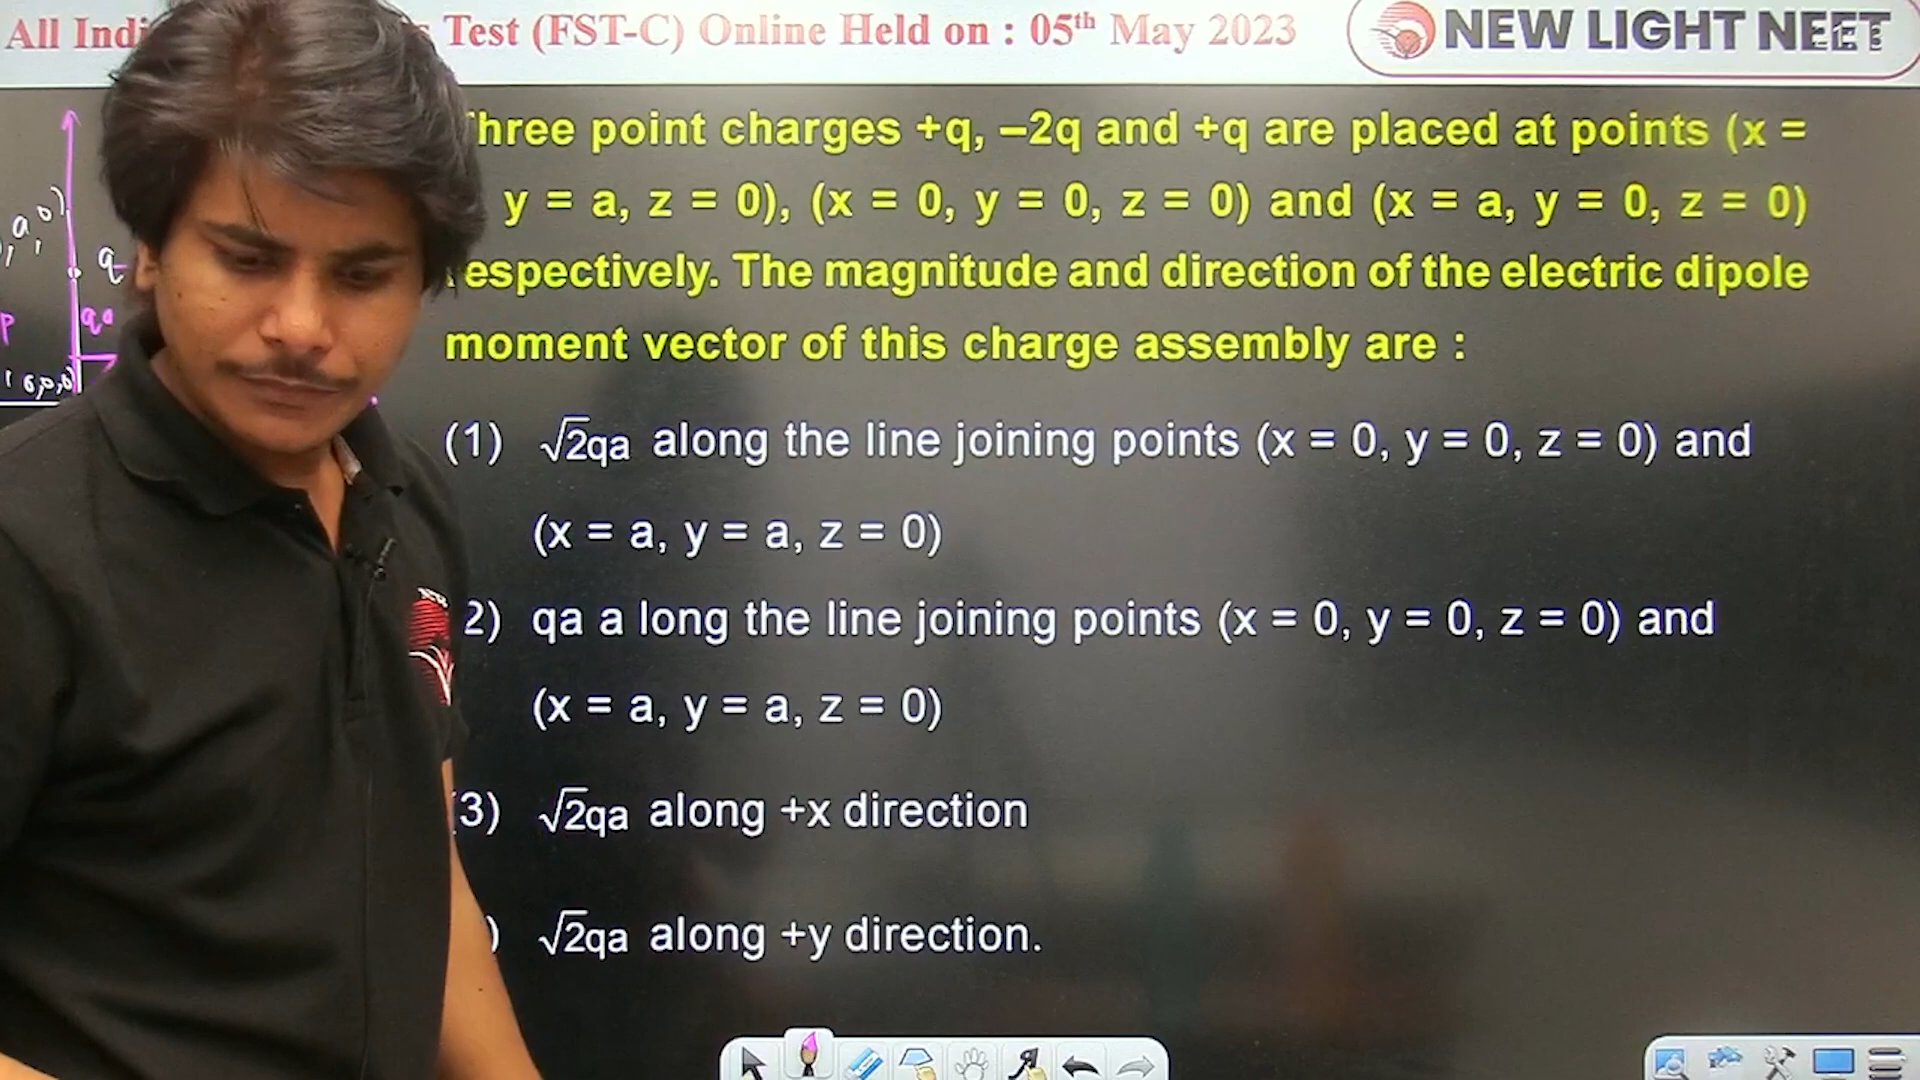 All Indi Test (FST-C) Online Held on : 05th May 2023
NEW LIGHT NEET
hree point charges +q, –2q and +q are placed at points (x =
y = a, z = 0), (x = 0, y = 0, z = 0) and (x = a, y = 0, z = 0)
respectively. The magnitude and direction of the electric dipole
moment vector of this charge assembly are :
(1) √2qa along the line joining points (x = 0, y = 0, z = 0) and
(x = a, y = a, z = 0)
2) qa a long the line joining points (x = 0, y = 0, z = 0) and
(x = a, y = a, z = 0)
(3) √2qa along +x direction
) √2qa along +y direction.
, a, 0)
q
P
qa